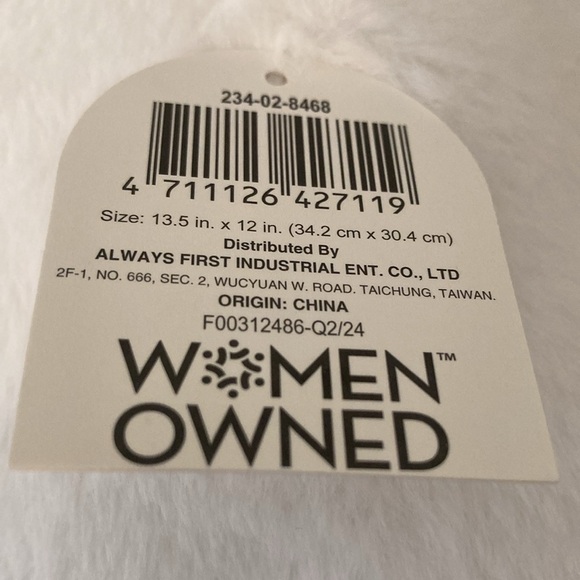 234-02-8468
4 711126 427119
Size: 13.5 in. x 12 in. (34.2 cm x 30.4 cm)
Distributed By
ALWAYS FIRST INDUSTRIAL ENT. CO., LTD
2F-1, NO. 666, SEC. 2, WUCYUAN W. ROAD. TAICHUNG, TAIWAN.
ORIGIN: CHINA
F00312486-Q2/24
WOMEN™
OWNED